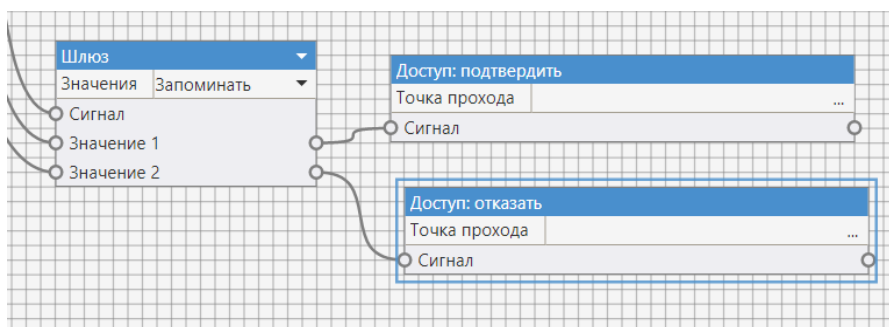 Шлюз
Значения Запоминать
Сигнал
Значение 1
Значение 2
Доступ: подтвердить
Точка прохода ...
Сигнал
Доступ: отказать
Точка прохода ...
Сигнал